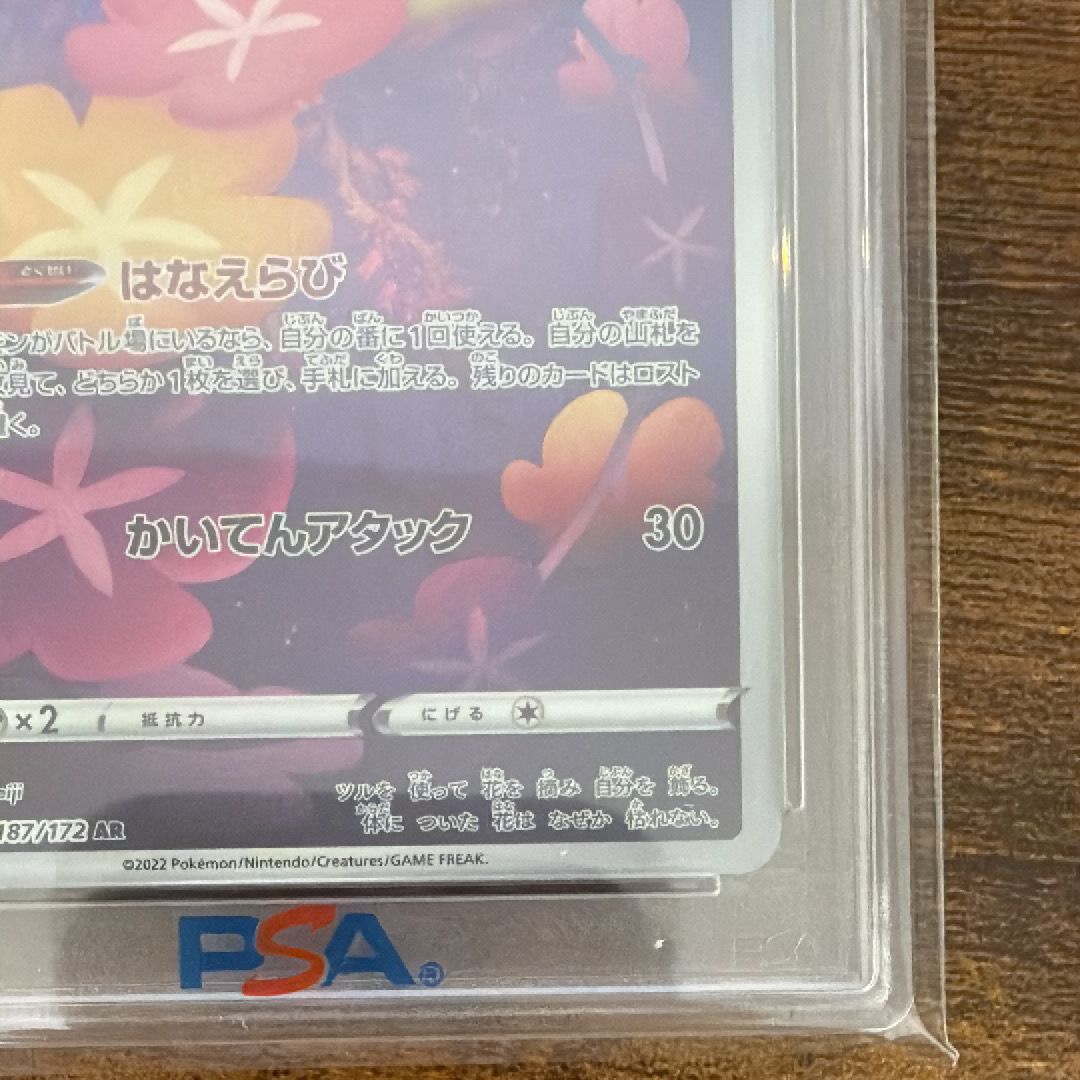 とくせい はなえらび
ンがバトル場にいるなら、自分の番に1回使える。自分の山札を
見て、どちらか1枚を選び、手札に加える。残りのカードはロスト
く。
かいてんアタック 30
×2 抵抗力 にげる
ツルを 使って 花を 摘み 自分を 飾る。
eiji
体に ついた 花は なぜか 枯れない。
187/172 AR
©2022 Pokémon/Nintendo/Creatures/GAME FREAK.
PSA®
PSA